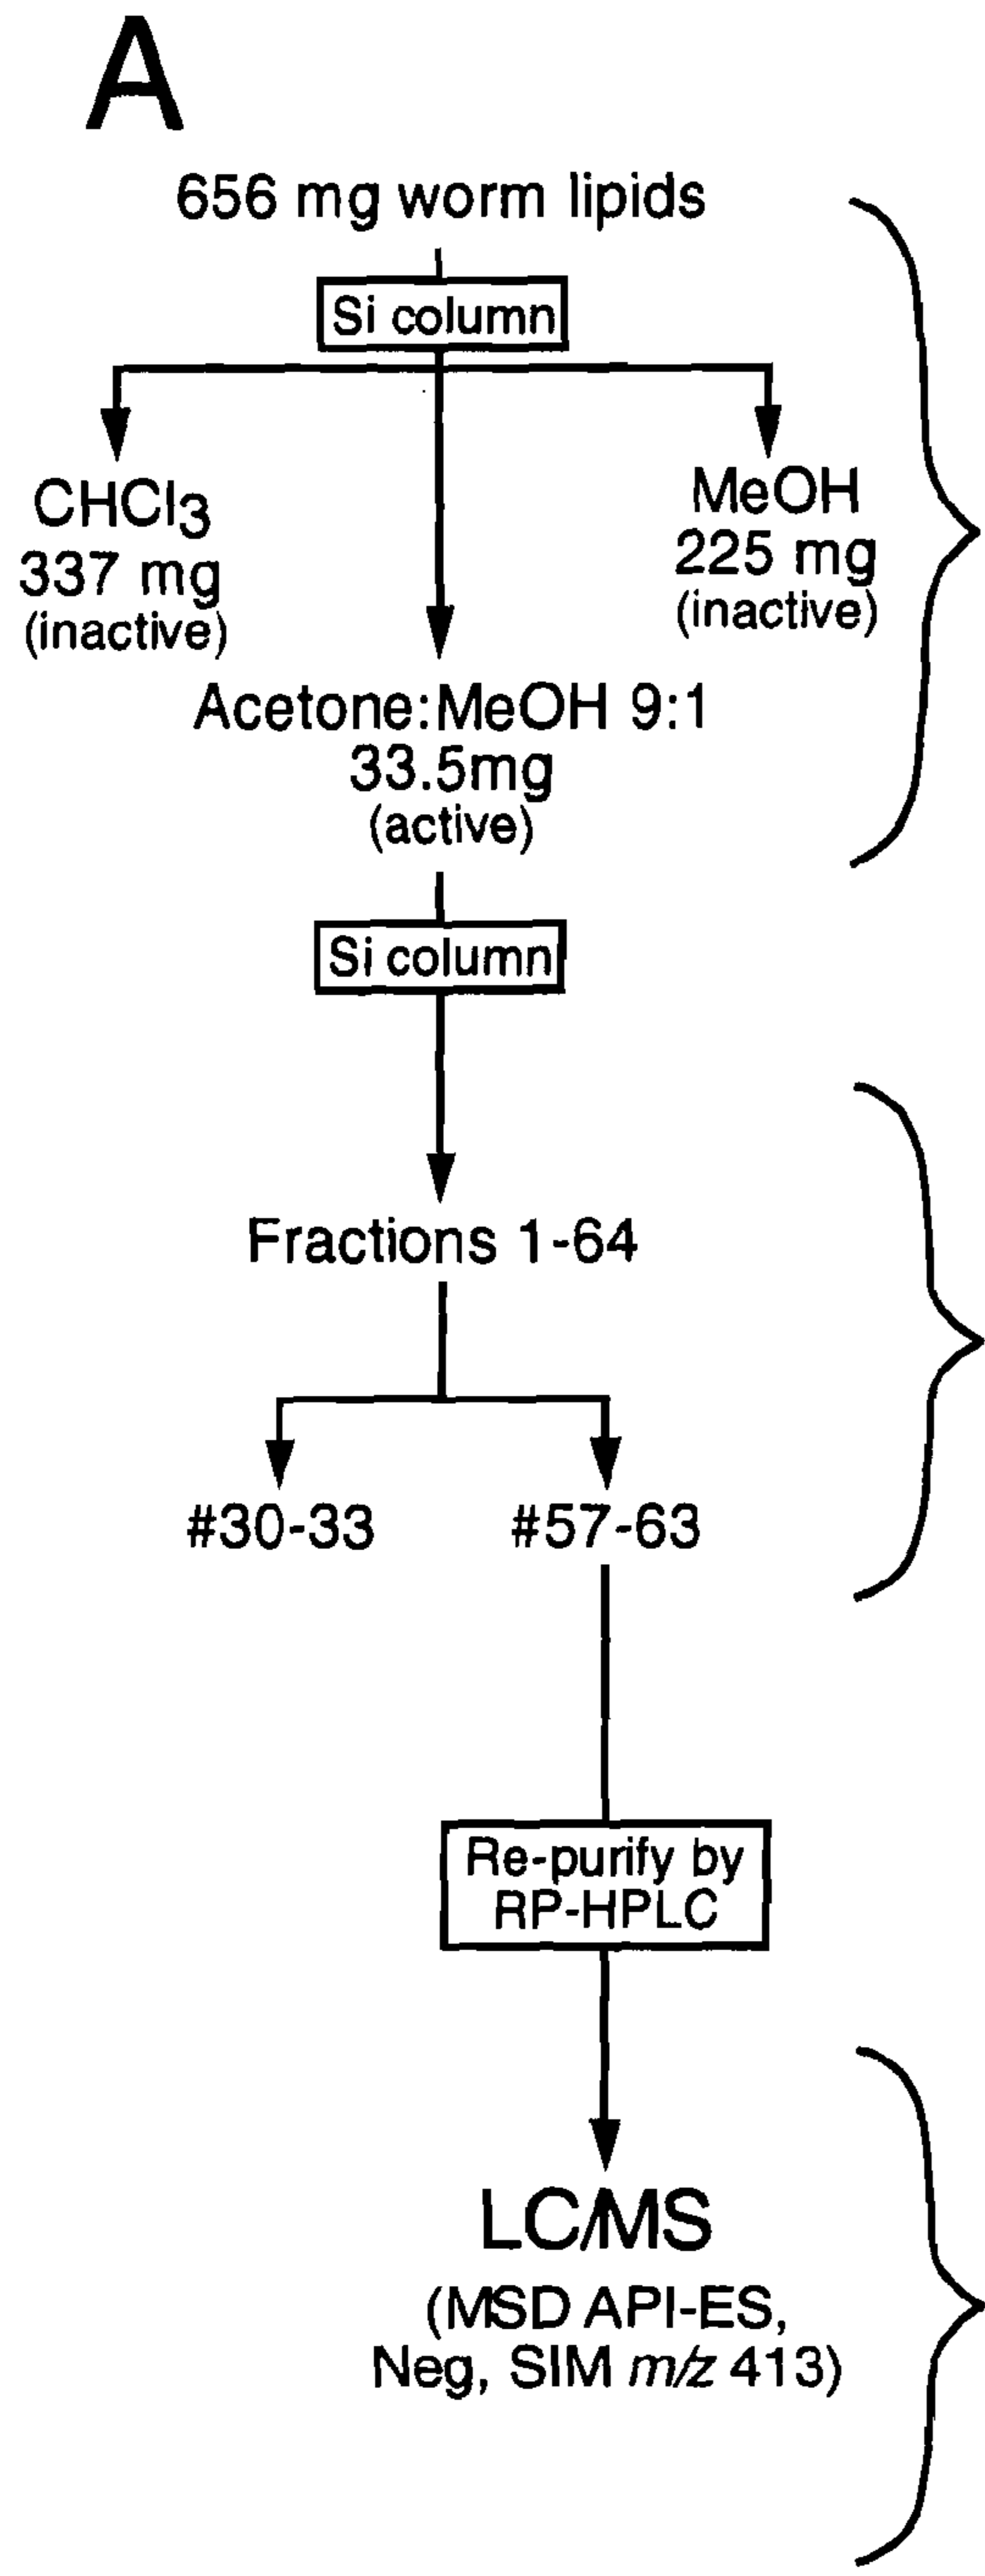 A
656 mg worm lipids
Si column
CHCl3
337 mg
(inactive)
MeOH
225 mg
(inactive)
Acetone:MeOH 9:1
33.5mg
(active)
Si column
Fractions 1-64
#30-33
#57-63
Re-purify by
RP-HPLC
LC/MS
(MSD API-ES,
Neg, SIM m/z 413)